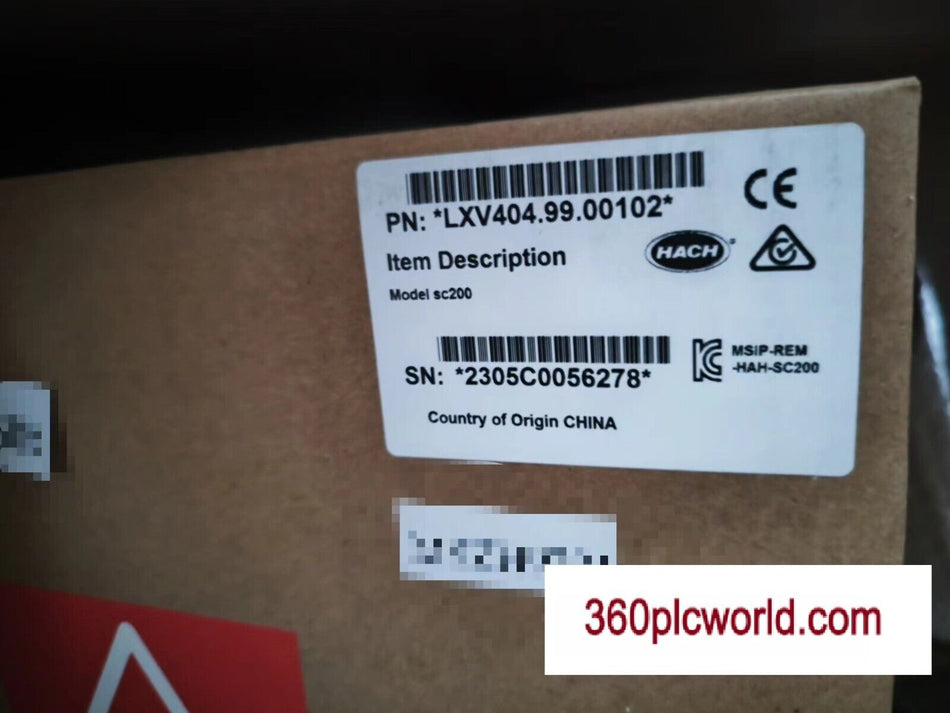 PN: *LXV404.99.00102*
CE
Item Description
HACH®
Model sc200
SN: *2305C0056278*
MSIP-REM
-HAH-SC200
Country of Origin CHINA
360plcworld.com